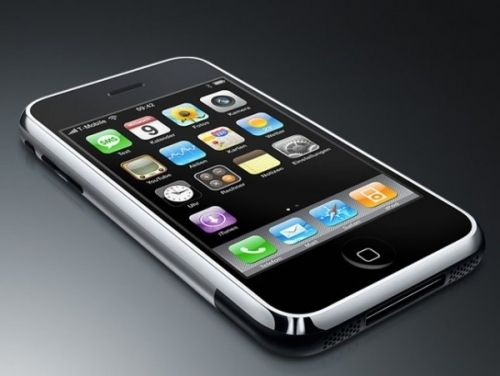 T-Mobile 09:42
SMS
9
Text Kalender Fotos Kamera
YouTube Aktien Karten Wetter
Uhr Rechner Notizen Einstellungen
iTunes
Telefon Mail Safari iPod